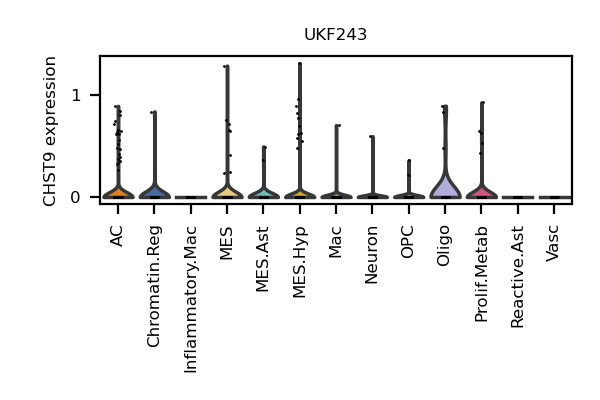 UKF243
CHST9 expression
1
0
AC
Chromatin.Reg
Inflammatory.Mac
MES
MES.Ast
MES.Hyp
Mac
Neuron
OPC
Oligo
Prolif.Metab
Reactive.Ast
Vasc